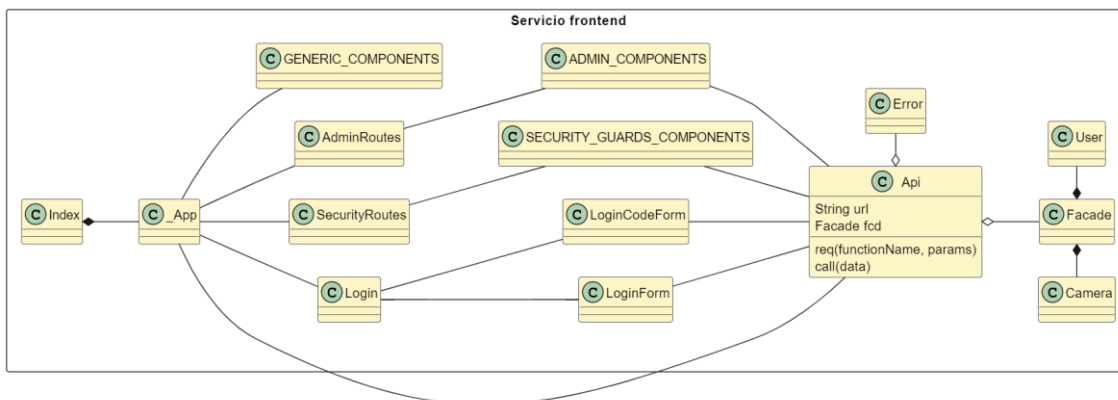 Servicio frontend
C GENERIC_COMPONENTS
C ADMIN_COMPONENTS
C Error
C AdminRoutes
C SECURITY_GUARDS_COMPONENTS
C User
C Api
String url
Facade fcd
req(functionName, params)
call(data)
C Index
C _App
C SecurityRoutes
C LoginCodeForm
C Facade
C Login
C LoginForm
C Camera